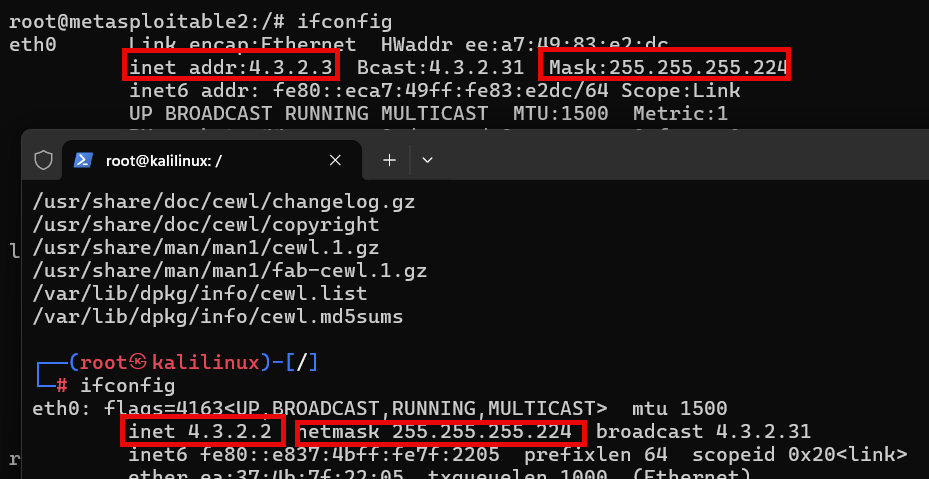 root@metasploitable2:/# ifconfig
eth0 Link encap:Ethernet HWaddr ee:a7:49:83:e2:dc
inet addr:4.3.2.3 Bcast:4.3.2.31 Mask:255.255.255.224
inet6 addr: fe80::eca7:49ff:fe83:e2dc/64 Scope:Link
UP BROADCAST RUNNING MULTICAST MTU:1500 Metric:1
root@kalilinux: /
/usr/share/doc/cewl/changelog.gz
/usr/share/doc/cewl/copyright
/usr/share/man/man1/cewl.1.gz
/usr/share/man/man1/fab-cewl.1.gz
/var/lib/dpkg/info/cewl.list
/var/lib/dpkg/info/cewl.md5sums
┌──(root㉿kalilinux)-[/]
└─# ifconfig
eth0: flags=4163<UP,BROADCAST,RUNNING,MULTICAST> mtu 1500
inet 4.3.2.2 netmask 255.255.255.224 broadcast 4.3.2.31
inet6 fe80::e837:4bff:fe7f:2205 prefixlen 64 scopeid 0x20<link>
ether ea:37:4b:7f:22:05 txqueuelen 1000 (Ethernet)